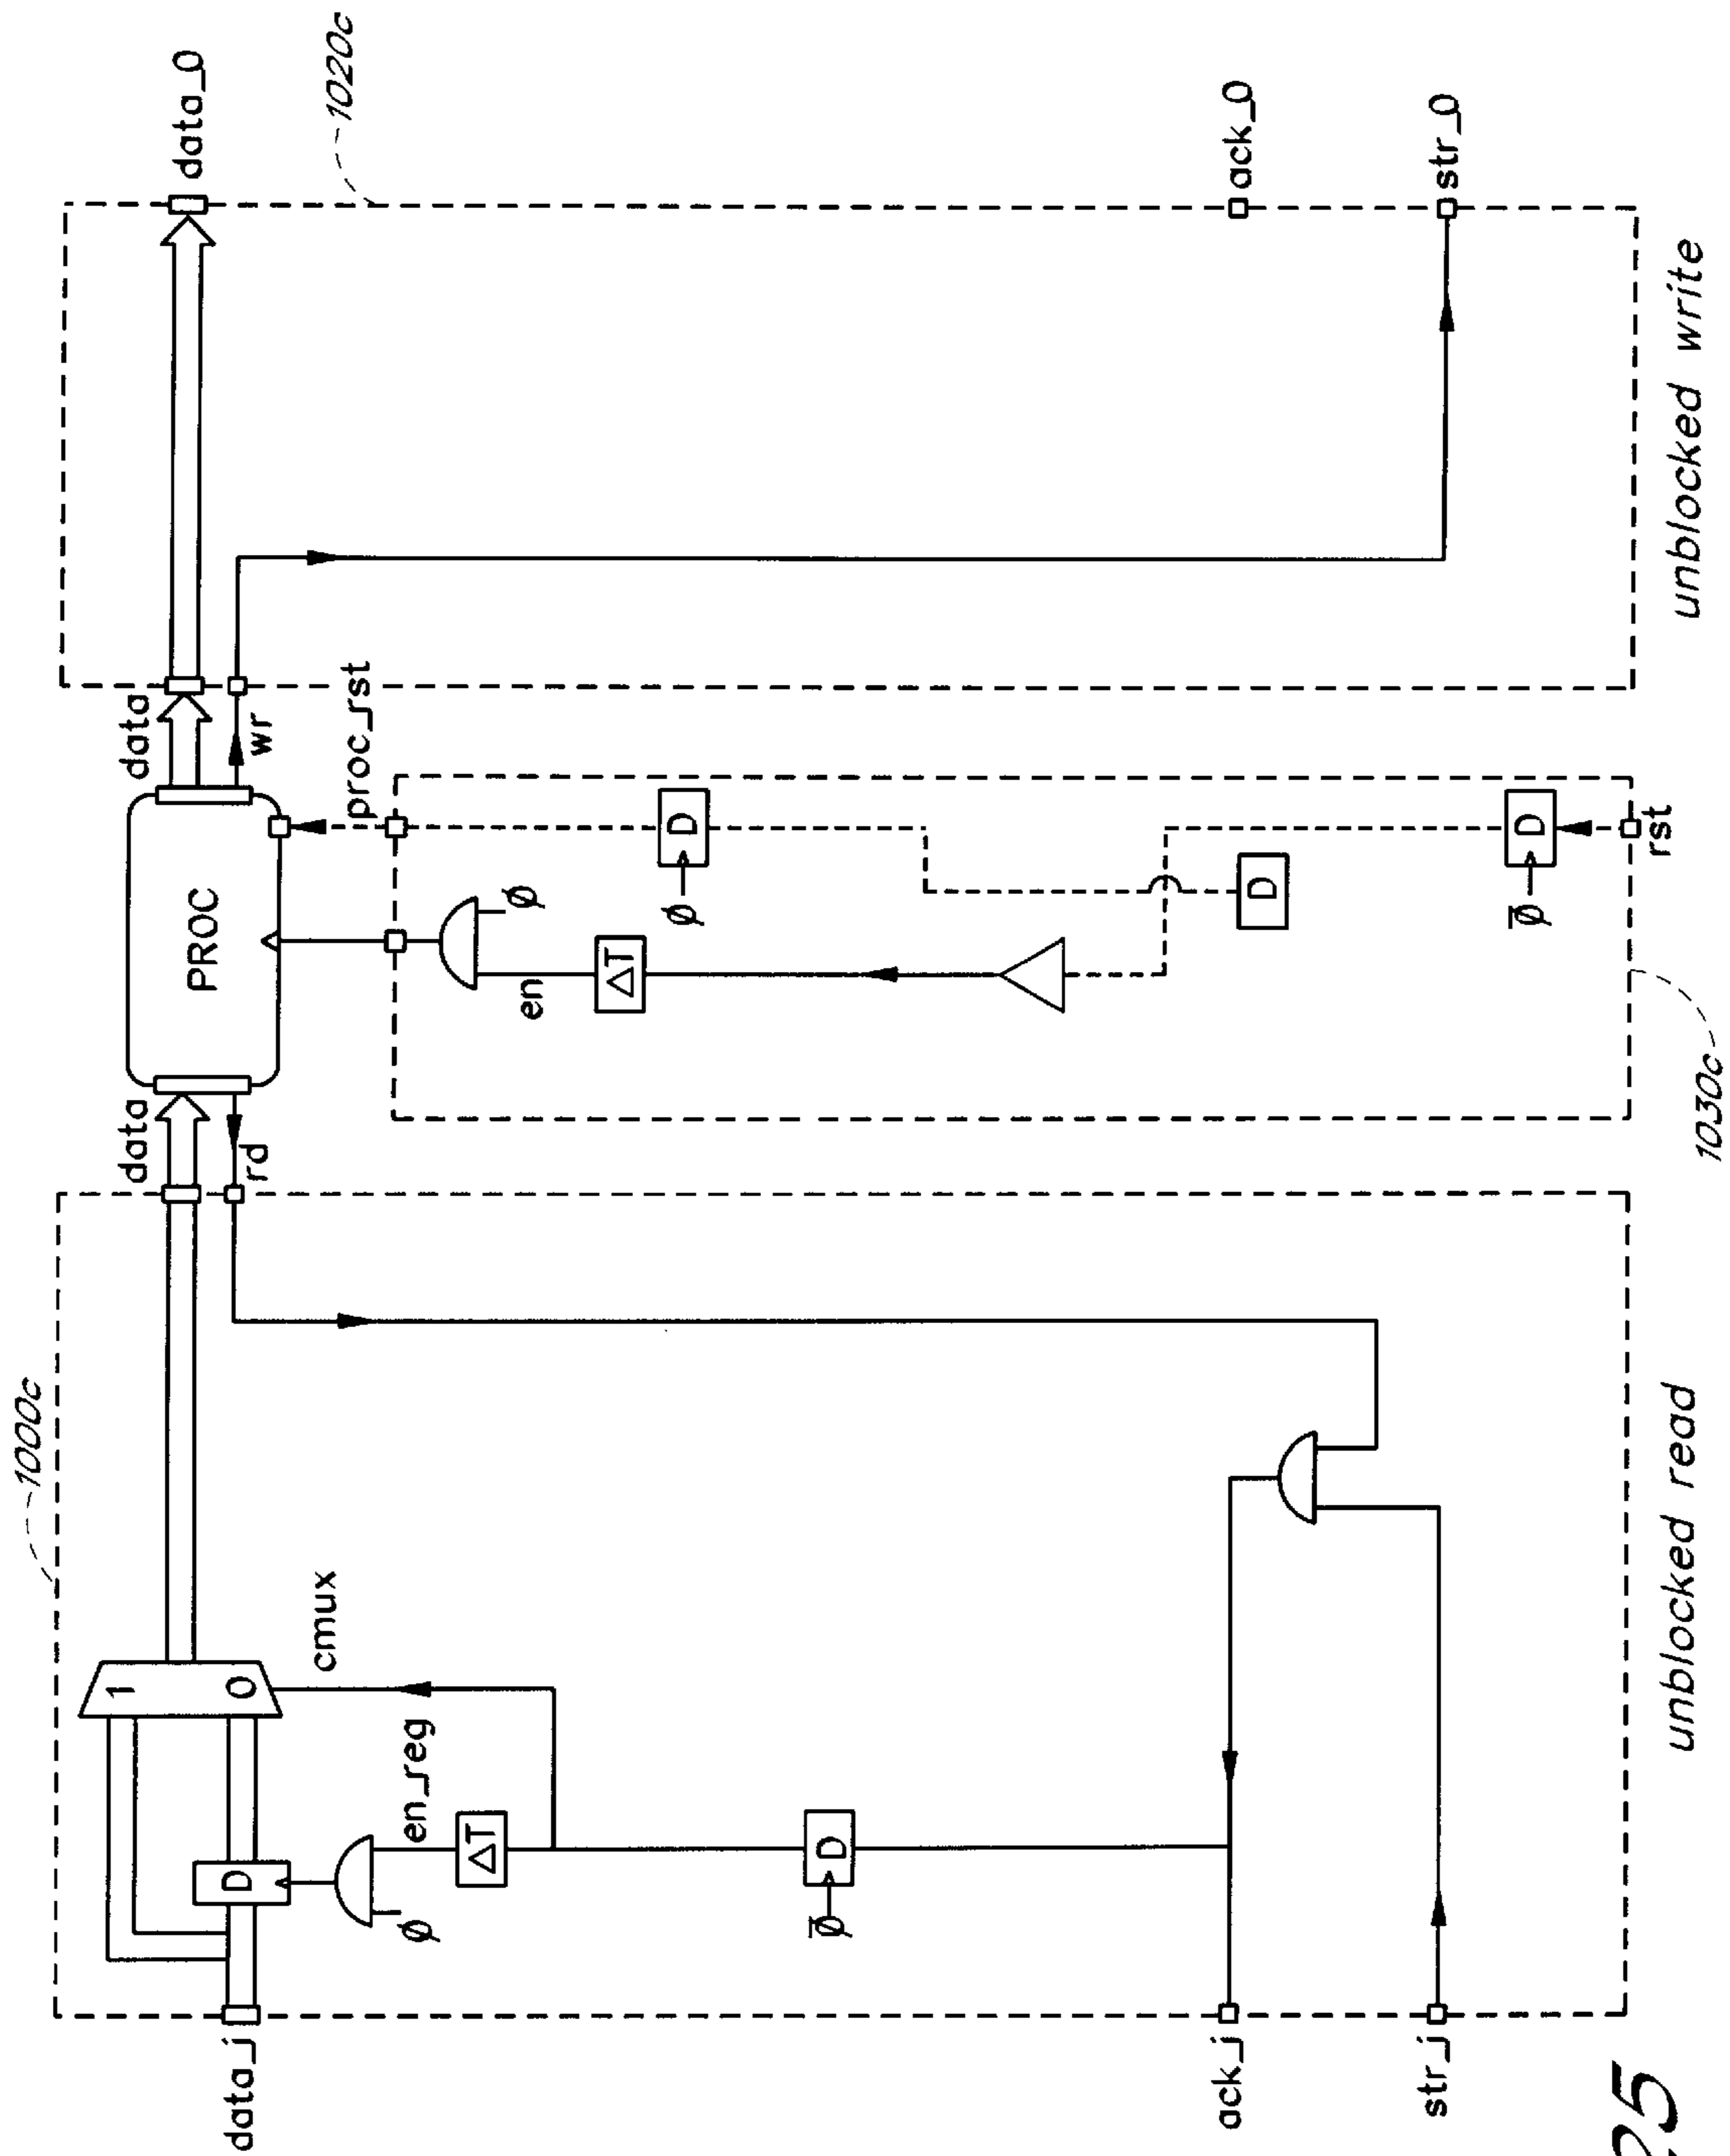 1000c
1020c
data_j
1
0
D
ø
en_reg
ΔT
cmux
D
ø̅
ack_j
str_j
data
rd
unblocked read
PROC
data
wr
proc_rst
en
ø
ΔT
D
ø
D
D
ø̅
rst
1030c
data_0
ack_0
str_0
unblocked write
25